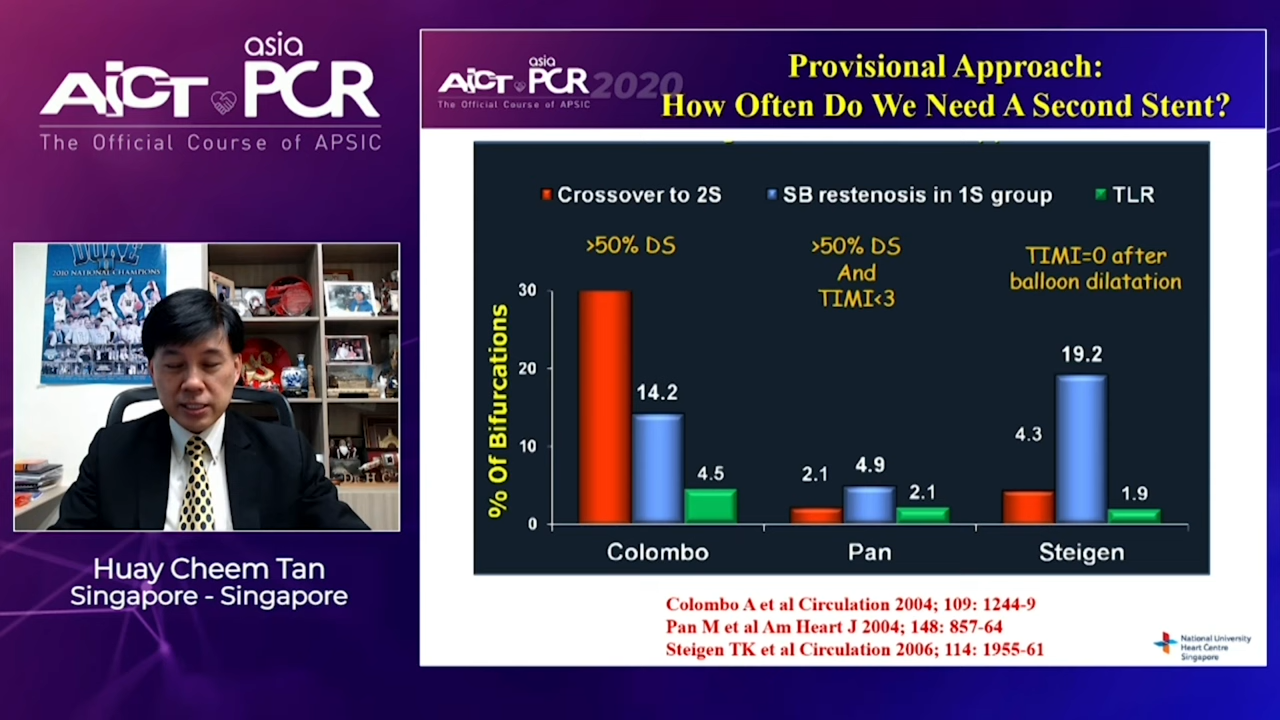 asia
AICT PCR
The Official Course of APSIC
DUKE
2010 NATIONAL CHAMPIONS
Huay Cheem Tan
Singapore - Singapore
asia
AICT PCR 2020
The Official Course of APSIC
Provisional Approach:
How Often Do We Need A Second Stent?
Crossover to 2S
SB restenosis in 1S group
TLR
>50% DS
>50% DS
And
TIMI<3
TIMI=0 after
balloon dilatation
% Of Bifurcations
30
20
10
0
14.2
4.5
2.1
4.9
2.1
4.3
19.2
1.9
Colombo
Pan
Steigen
Colombo A et al Circulation 2004; 109: 1244-9
Pan M et al Am Heart J 2004; 148: 857-64
Steigen TK et al Circulation 2006; 114: 1955-61
National University
Heart Centre
Singapore